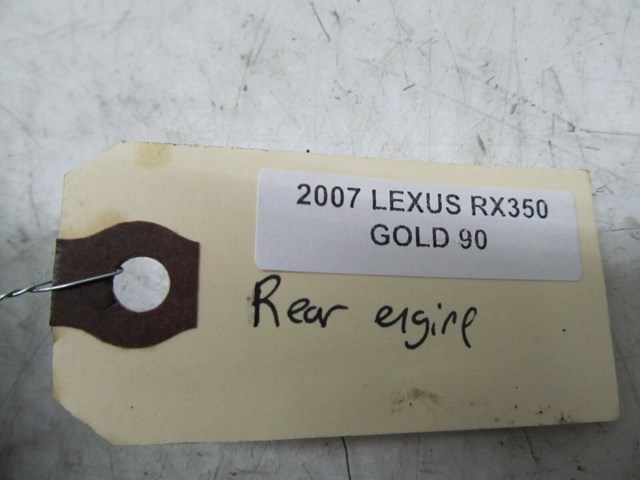 2007 LEXUS RX350
GOLD 90
Rear engine